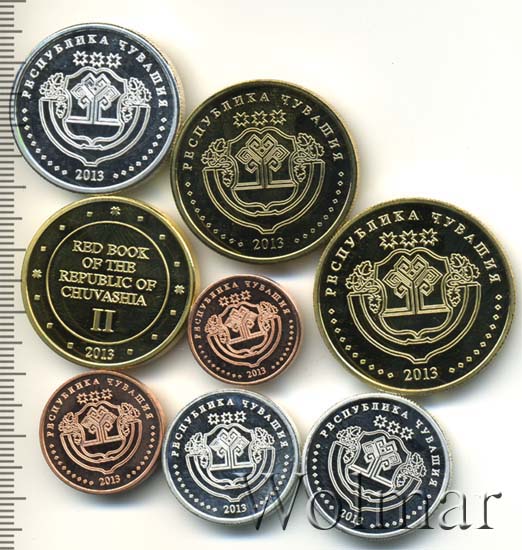 РЕСПУБЛИКА ЧУВАШИЯ
2013
РЕСПУБЛИКА ЧУВАШИЯ
2013
RED BOOK
OF THE
REPUBLIC OF
CHUVASHIA
II
2013
РЕСПУБЛИКА ЧУВАШИЯ
2013
РЕСПУБЛИКА ЧУВАШИЯ
2013
РЕСПУБЛИКА ЧУВАШИЯ
2013
РЕСПУБЛИКА ЧУВАШИЯ
2013
РЕСПУБЛИКА ЧУВАШИЯ
2013
Wolmar